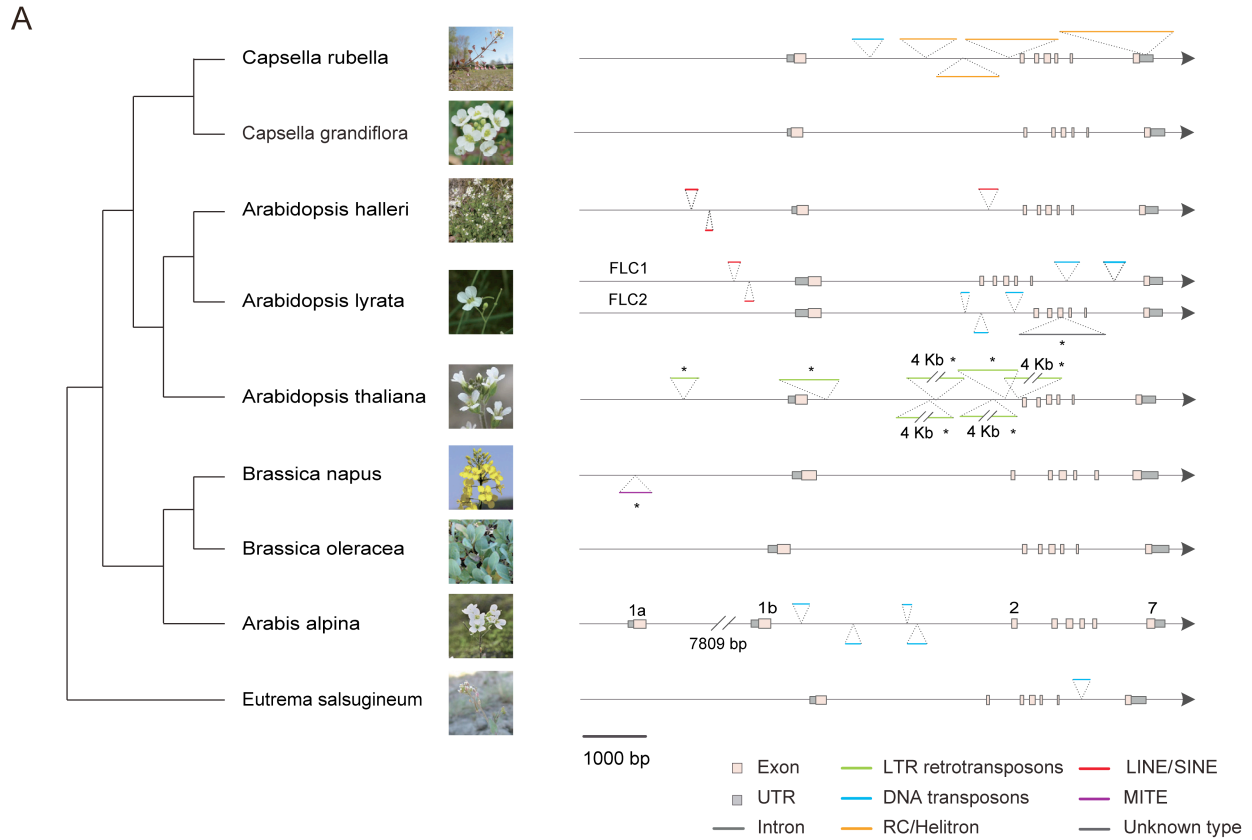 A
Capsella rubella
Capsella grandiflora
Arabidopsis halleri
FLC1
Arabidopsis lyrata
FLC2
*
* * 4 Kb * * 4 Kb *
Arabidopsis thaliana
4 Kb * 4 Kb *
Brassica napus
*
Brassica oleracea
1a 1b 2 7
Arabis alpina
7809 bp
Eutrema salsugineum
1000 bp
Exon LTR retrotransposons LINE/SINE
UTR DNA transposons MITE
Intron RC/Helitron Unknown type